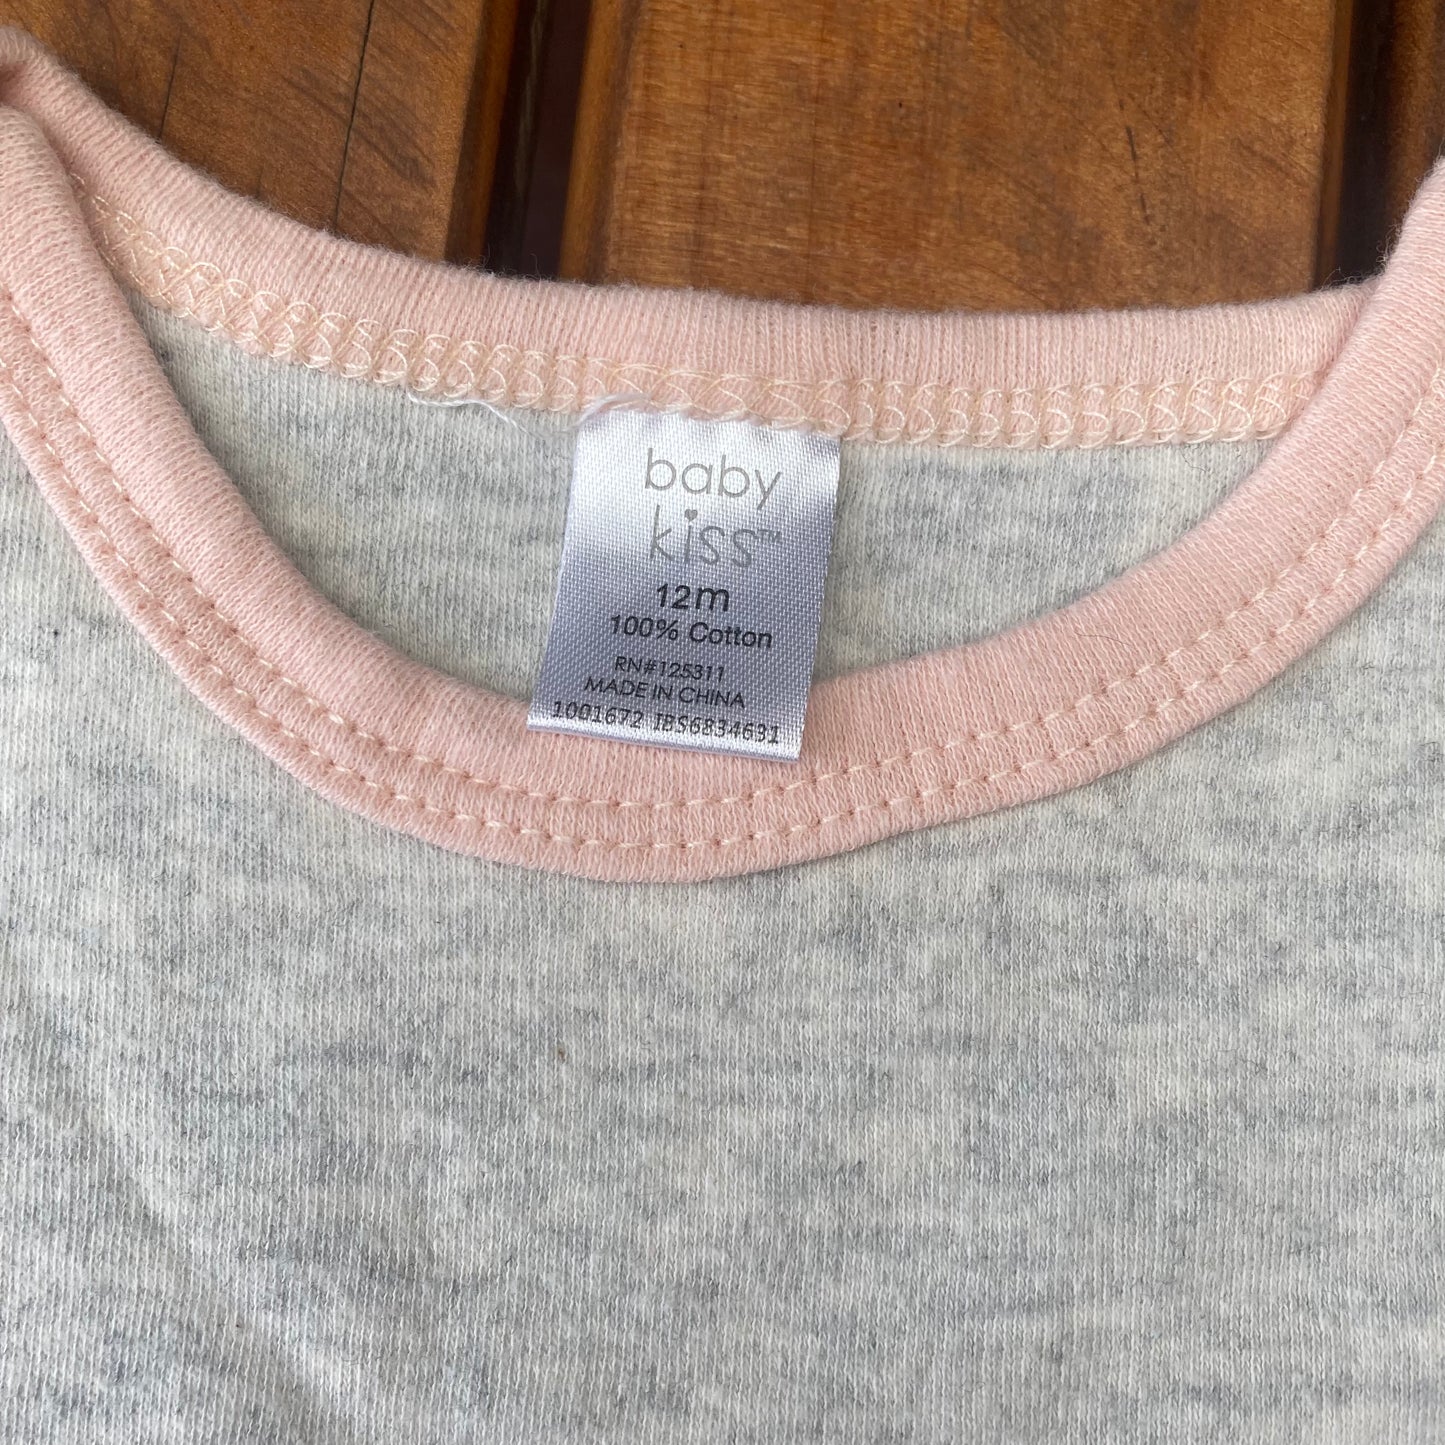 baby
kiss™
12m
100% Cotton
RN#125311
MADE IN CHINA
1001672 IBS6834631